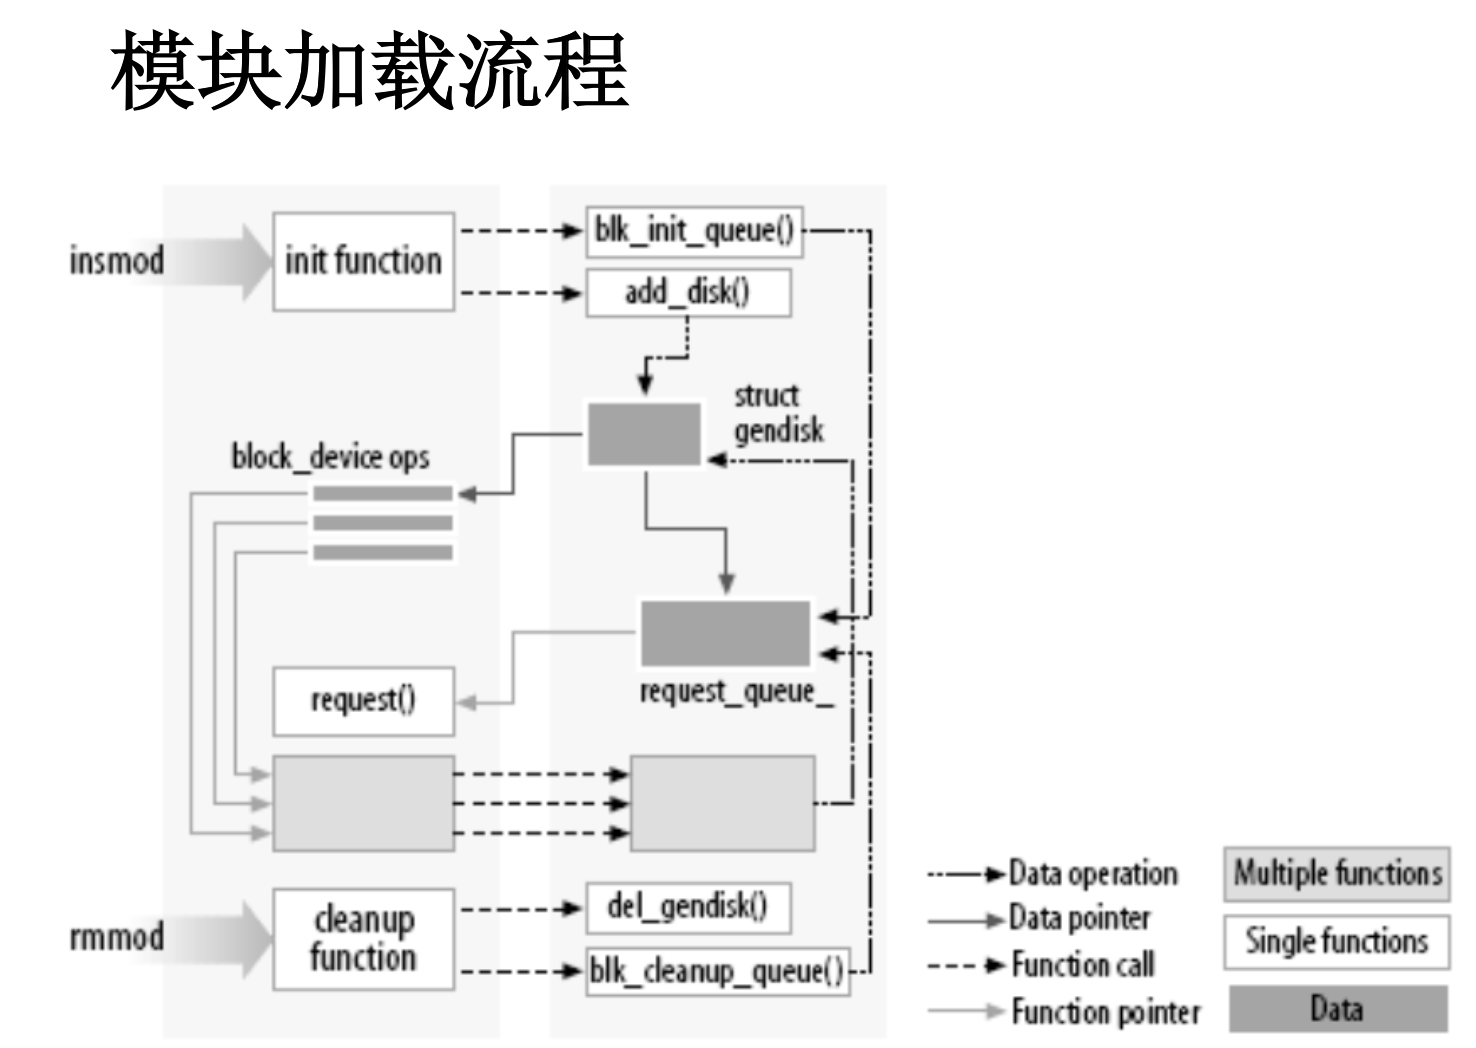 模块加载流程
insmod
init function
blk_init_queue()
add_disk()
struct
gendisk
block_device ops
request_queue_
request()
rmmod
cleanup
function
del_gendisk()
blk_cleanup_queue()
Data operation
Data pointer
Function call
Function pointer
Multiple functions
Single functions
Data